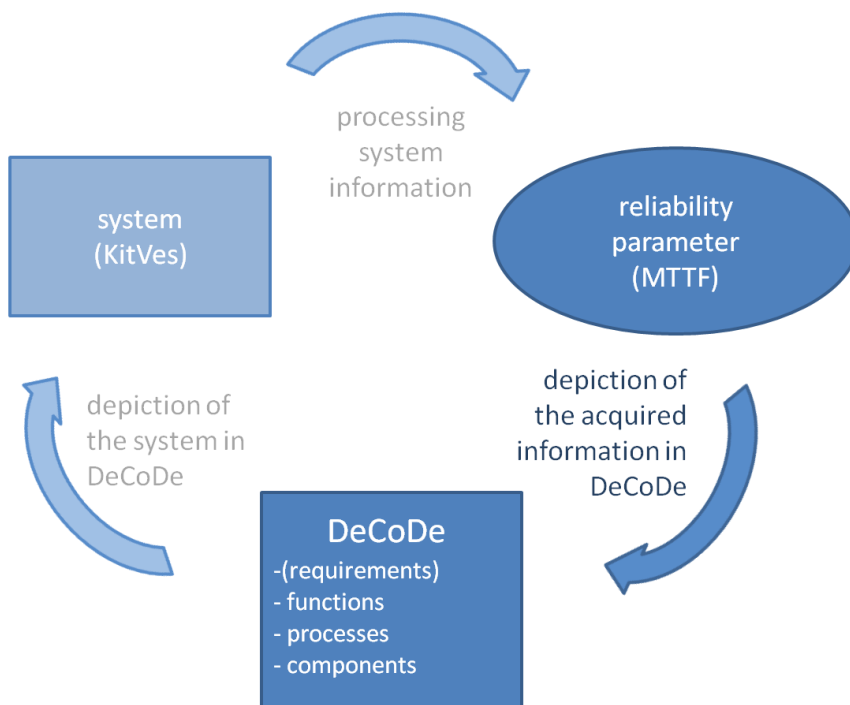 processing
system
information
system
(KitVes)
reliability
parameter
(MTTF)
depiction of
the acquired
information in
DeCoDe
depiction of
the system in
DeCoDe
DeCoDe
-(requirements)
- functions
- processes
- components